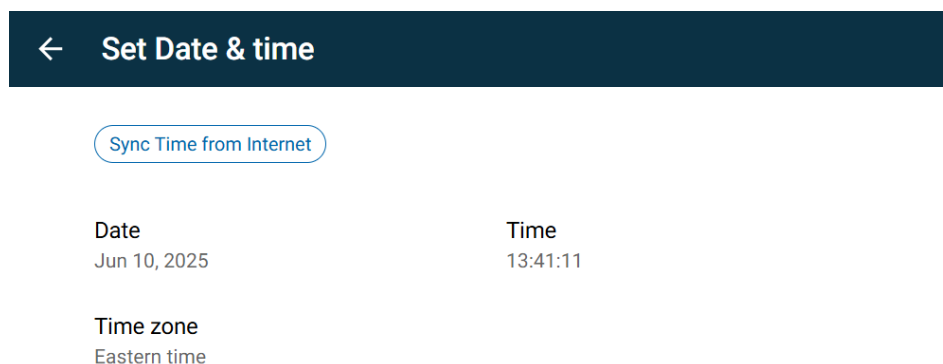 Set Date & time
Sync Time from Internet
Date
Time
Jun 10, 2025
13:41:11
Time zone
Eastern time